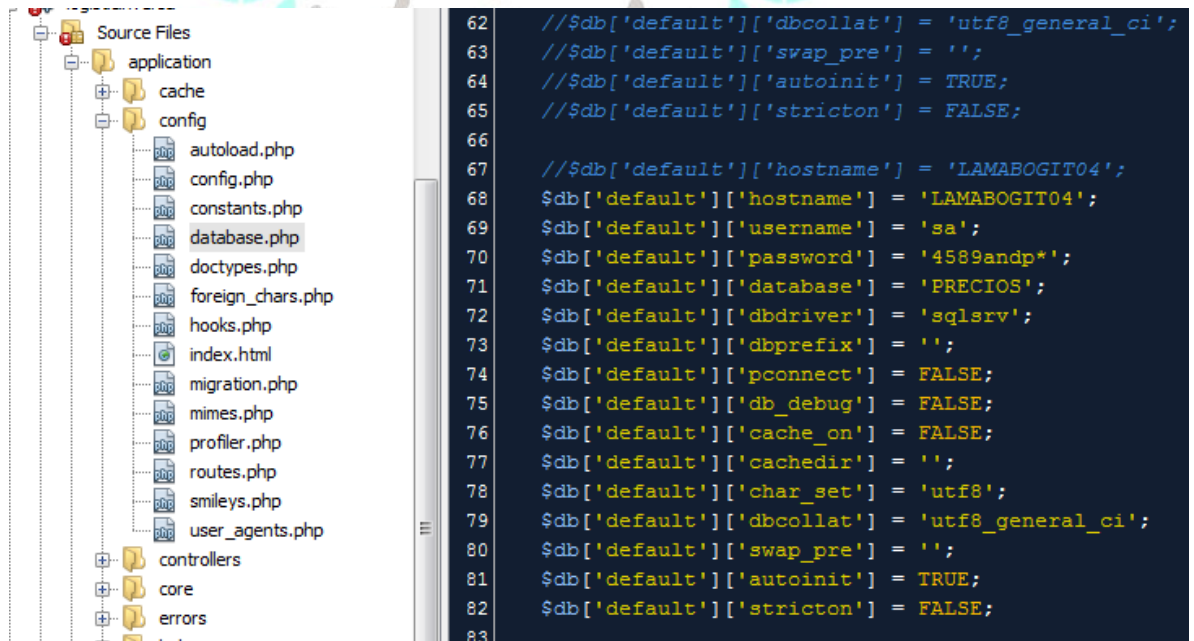 Source Files
application
cache
config
autoload.php
config.php
constants.php
database.php
doctypes.php
foreign_chars.php
hooks.php
index.html
migration.php
mimes.php
profiler.php
routes.php
smileys.php
user_agents.php
controllers
core
errors
62 //$db['default']['dbcollat'] = 'utf8_general_ci';
63 //$db['default']['swap_pre'] = '';
64 //$db['default']['autoinit'] = TRUE;
65 //$db['default']['stricton'] = FALSE;
66
67 //$db['default']['hostname'] = 'LAMABOGIT04';
68 $db['default']['hostname'] = 'LAMABOGIT04';
69 $db['default']['username'] = 'sa';
70 $db['default']['password'] = '4589andp*';
71 $db['default']['database'] = 'PRECIOS';
72 $db['default']['dbdriver'] = 'sqlsrv';
73 $db['default']['dbprefix'] = '';
74 $db['default']['pconnect'] = FALSE;
75 $db['default']['db_debug'] = FALSE;
76 $db['default']['cache_on'] = FALSE;
77 $db['default']['cachedir'] = '';
78 $db['default']['char_set'] = 'utf8';
79 $db['default']['dbcollat'] = 'utf8_general_ci';
80 $db['default']['swap_pre'] = '';
81 $db['default']['autoinit'] = TRUE;
82 $db['default']['stricton'] = FALSE;
83